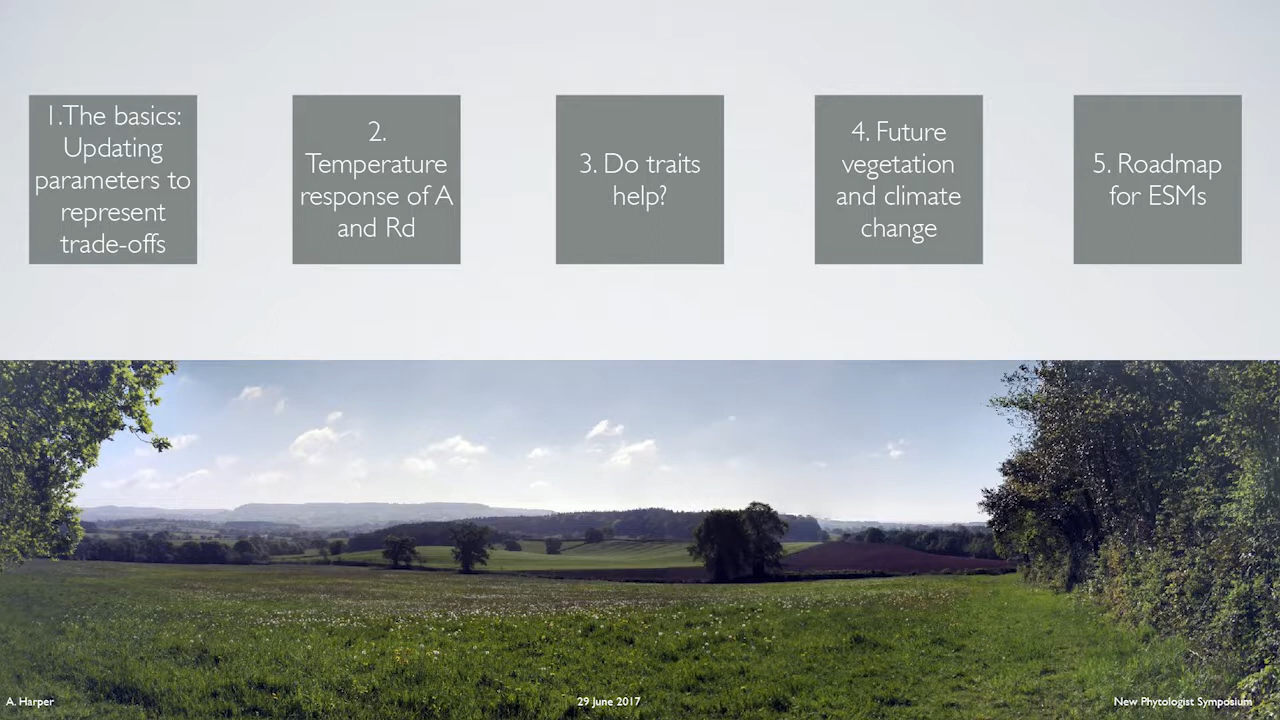 1.The basics:
Updating
parameters to
represent
trade-offs
2.
Temperature
response of A
and Rd
3. Do traits
help?
4. Future
vegetation
and climate
change
5. Roadmap
for ESMs
A. Harper
29 June 2017
New Phytologist Symposium